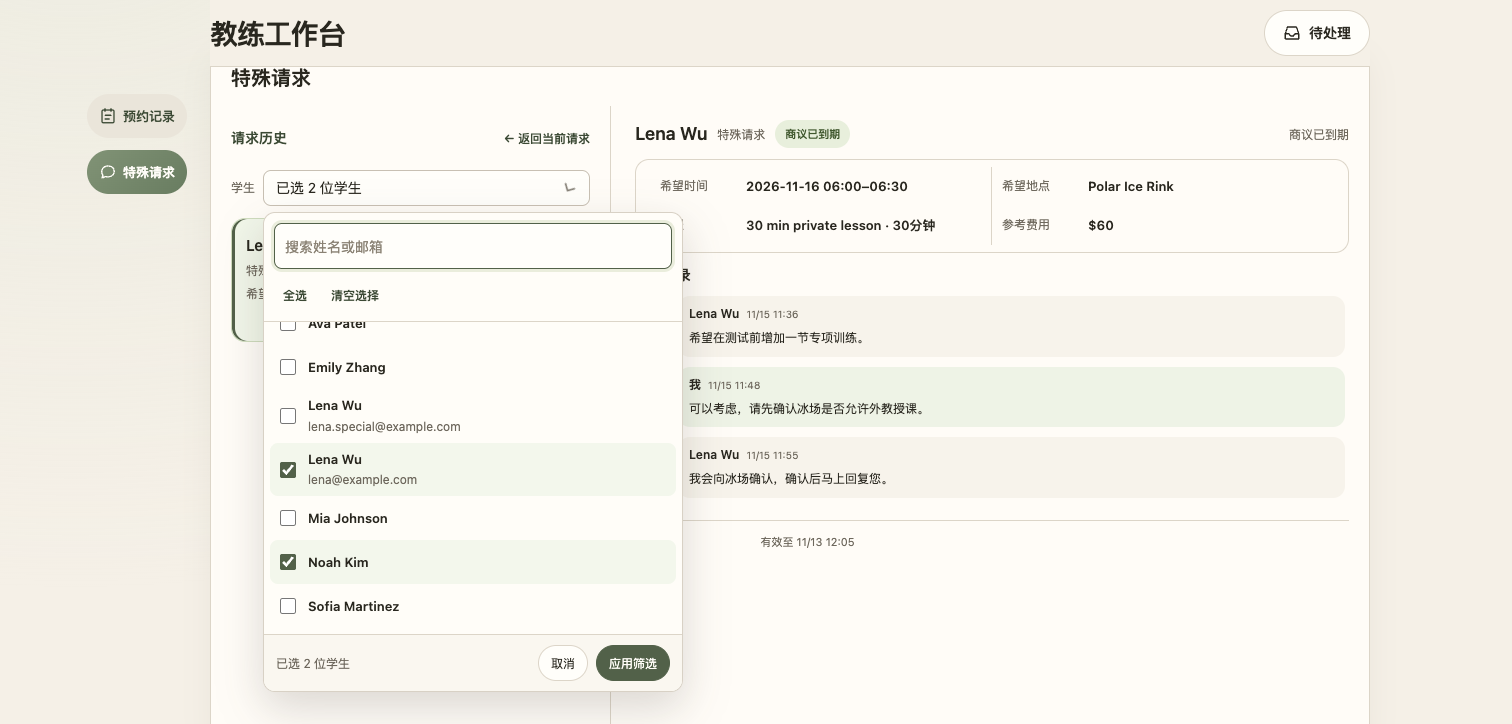 教练工作台
待处理
预约记录
特殊请求
特殊请求
请求历史
← 返回当前请求
学生
已选 2 位学生
Le
特殊
希望
搜索姓名或邮箱
全选
清空选择
Ava Patel
Emily Zhang
Lena Wu
lena.special@example.com
Lena Wu
lena@example.com
Mia Johnson
Noah Kim
Sofia Martinez
已选 2 位学生
取消
应用筛选
Lena Wu 特殊请求 商议已到期
商议已到期
希望时间 2026-11-16 06:00–06:30
希望地点 Polar Ice Rink
30 min private lesson · 30分钟
参考费用 $60
录
Lena Wu 11/15 11:36
希望在测试前增加一节专项训练。
我 11/15 11:48
可以考虑，请先确认冰场是否允许外教授课。
Lena Wu 11/15 11:55
我会向冰场确认，确认后马上回复您。
有效至 11/13 12:05